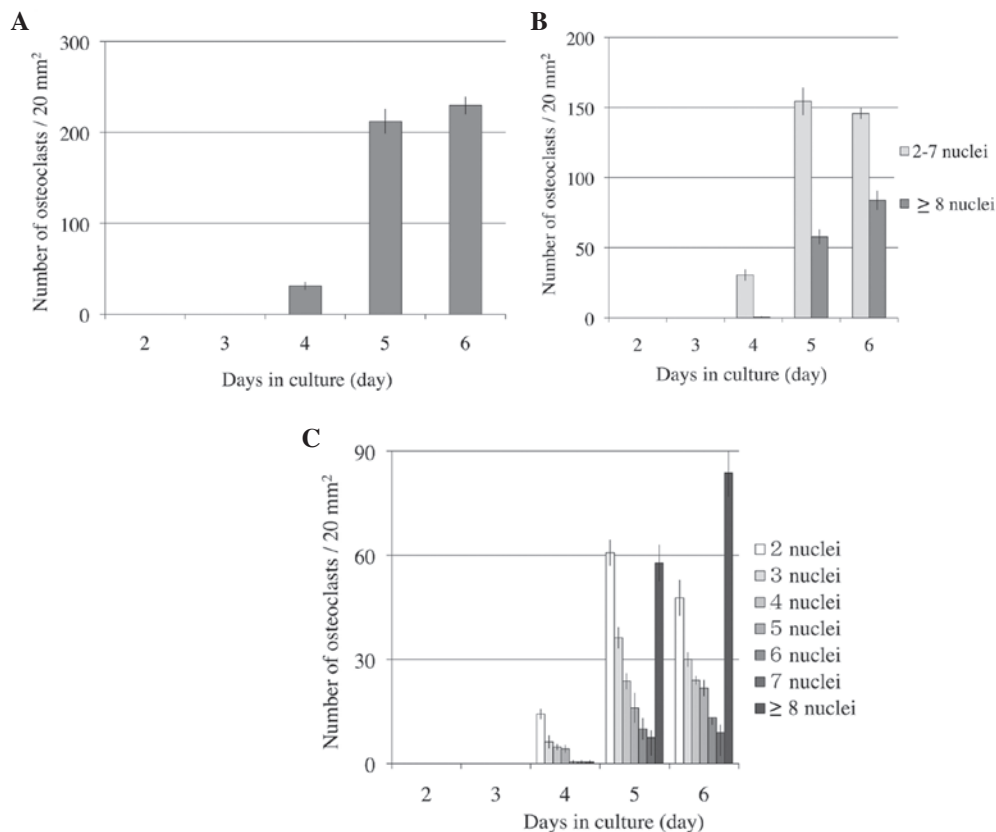 A
Number of osteoclasts / 20 mm²
300
200
100
0
2 3 4 5 6
Days in culture (day)
B
Number of osteoclasts / 20 mm²
200
150
100
50
0
2 3 4 5 6
Days in culture (day)
2-7 nuclei
≥ 8 nuclei
C
Number of osteoclasts / 20 mm²
90
60
30
0
2 3 4 5 6
Days in culture (day)
2 nuclei
3 nuclei
4 nuclei
5 nuclei
6 nuclei
7 nuclei
≥ 8 nuclei